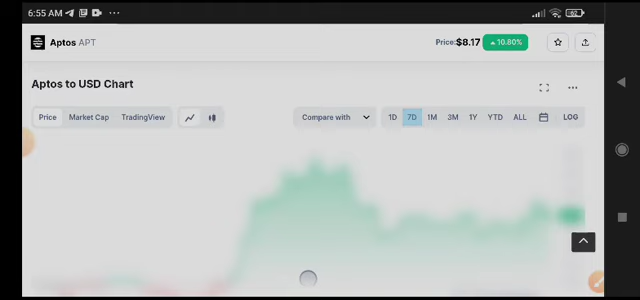 6:55 AM
62
Aptos APT
Price: $8.17 ▲ 10.80%
Aptos to USD Chart
Price Market Cap TradingView
Compare with 1D 7D 1M 3M 1Y YTD ALL LOG